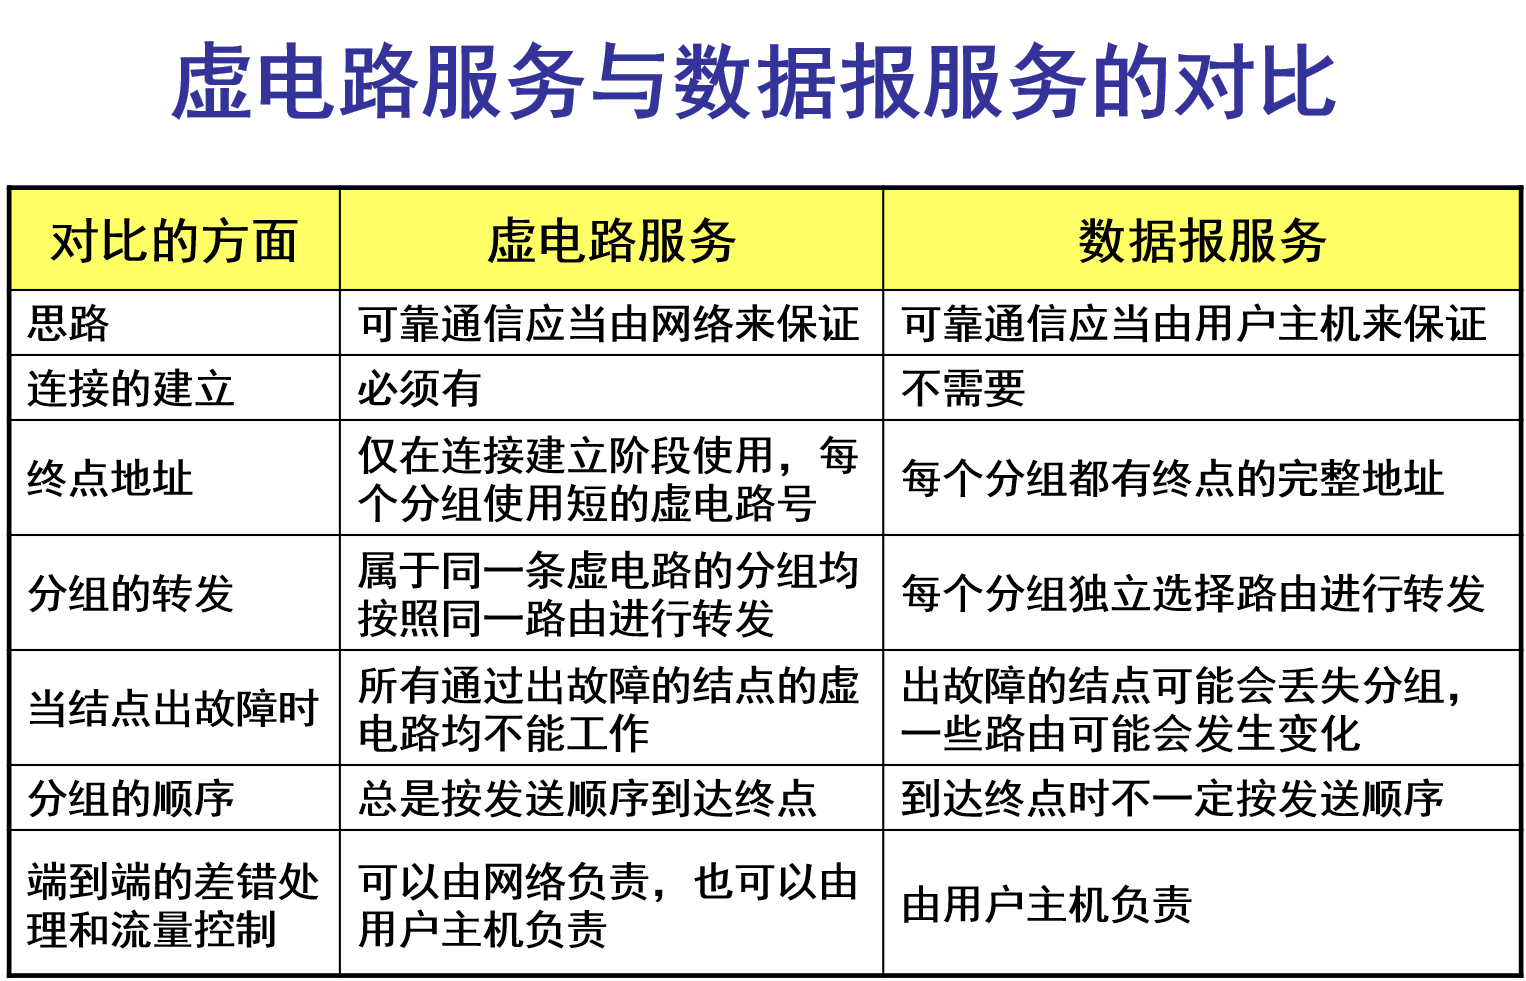 虚电路服务与数据报服务的对比
对比的方面 虚电路服务 数据报服务
思路 可靠通信应当由网络来保证 可靠通信应当由用户主机来保证
连接的建立 必须有 不需要
终点地址
仅在连接建立阶段使用，每
个分组使用短的虚电路号
每个分组都有终点的完整地址
分组的转发
属于同一条虚电路的分组均
按照同一路由进行转发
每个分组独立选择路由进行转发
当结点出故障时
所有通过出故障的结点的虚
电路均不能工作
出故障的结点可能会丢失分组，
一些路由可能会发生变化
分组的顺序 总是按发送顺序到达终点 到达终点时不一定按发送顺序
端到端的差错处
理和流量控制
可以由网络负责，也可以由
用户主机负责
由用户主机负责